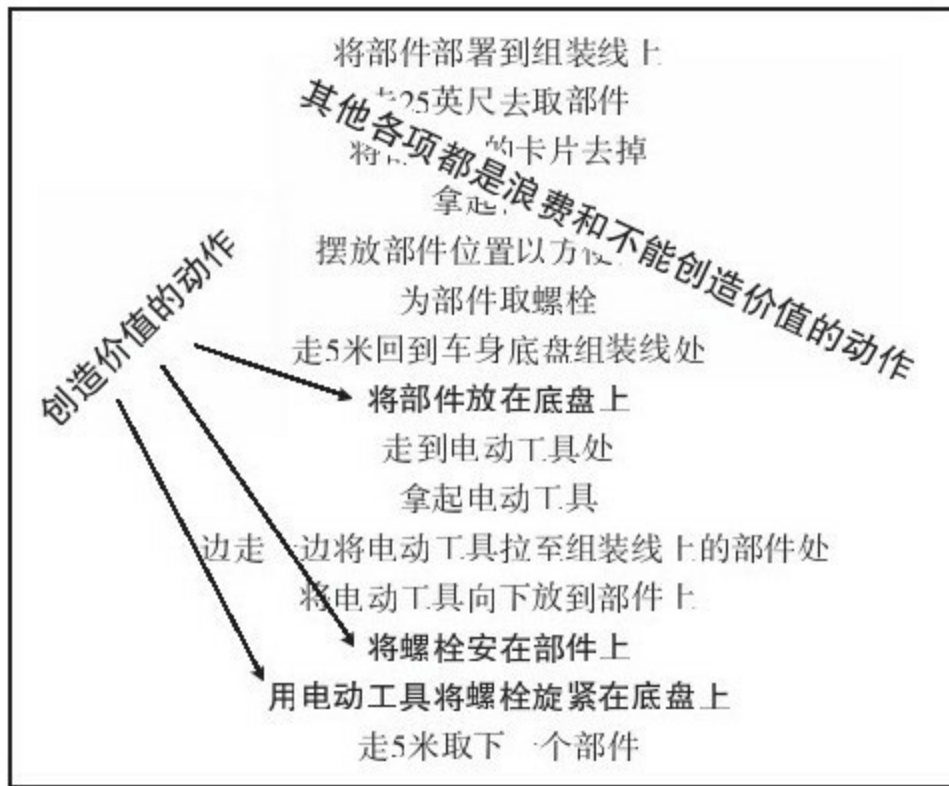 将部件部署到组装线上
走25英尺去取部件
将 的卡片去掉
拿起
摆放部件位置以方便
为部件取螺栓
走5米回到车身底盘组装线处
将部件放在底盘上
走到电动工具处
拿起电动工具
边走一边将电动工具拉至组装线上的部件处
将电动工具向下放到部件上
将螺栓安在部件上
用电动工具将螺栓旋紧在底盘上
走5米取下一个部件
其他各项都是浪费和不能创造价值的动作
创造价值的动作